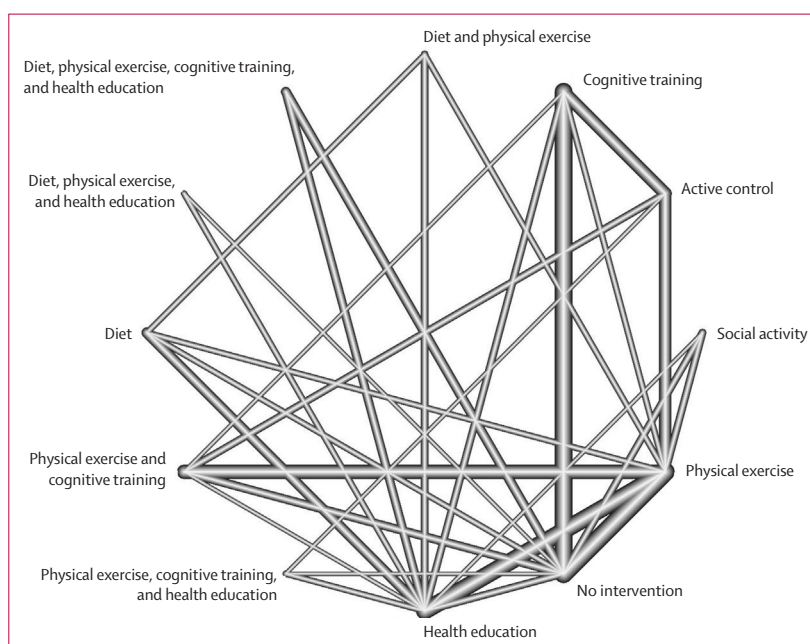 Diet and physical exercise
Diet, physical exercise, cognitive training,
and health education
Cognitive training
Diet, physical exercise,
and health education
Active control
Diet
Social activity
Physical exercise and
cognitive training
Physical exercise
Physical exercise, cognitive training,
and health education
No intervention
Health education